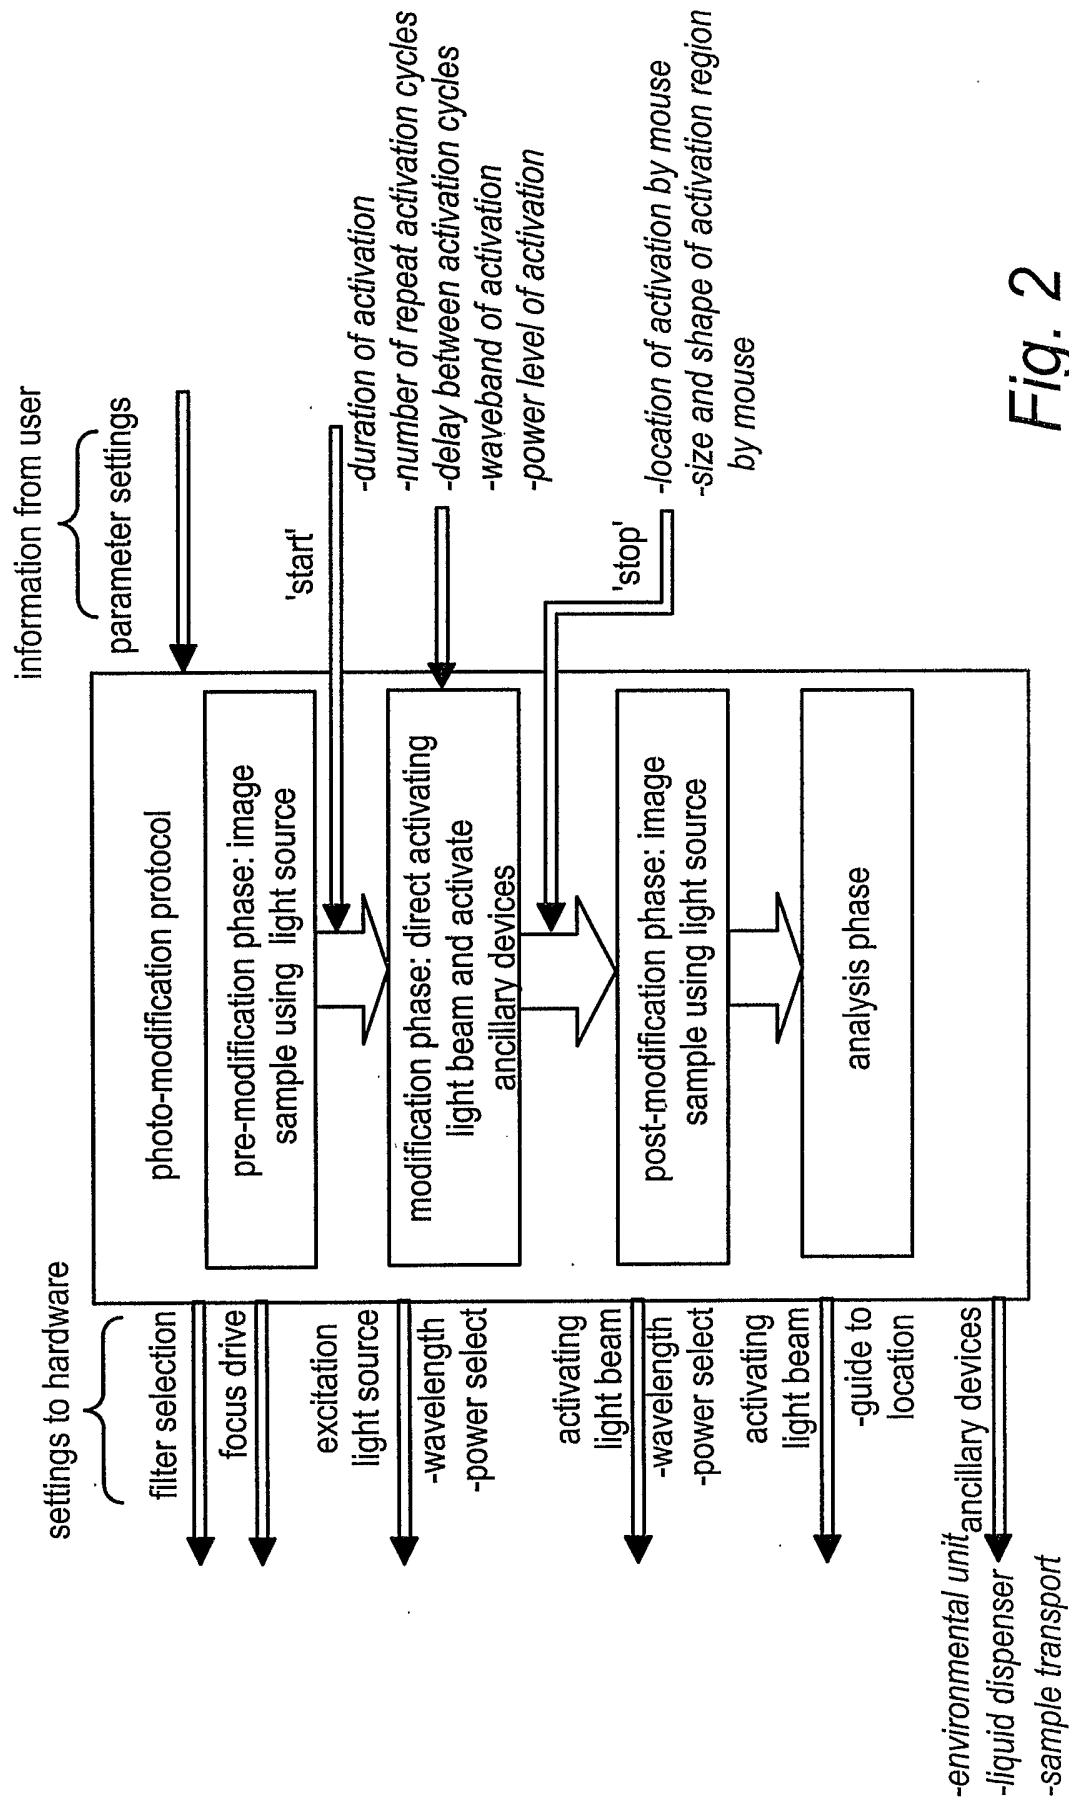 settings to hardware
filter selection
focus drive
excitation
light source
-wavelength
-power select
activating
light beam
-wavelength
-power select
activating
light beam
-guide to
location
ancillary devices
-environmental unit
-liquid dispenser
-sample transport
photo-modification protocol
pre-modification phase: image
sample using light source
modification phase: direct activating
light beam and activate
ancillary devices
post-modification phase: image
sample using light source
analysis phase
information from user
parameter settings
'start'
-duration of activation
-number of repeat activation cycles
-delay between activation cycles
-waveband of activation
-power level of activation
'stop'
-location of activation by mouse
-size and shape of activation region
by mouse
Fig. 2